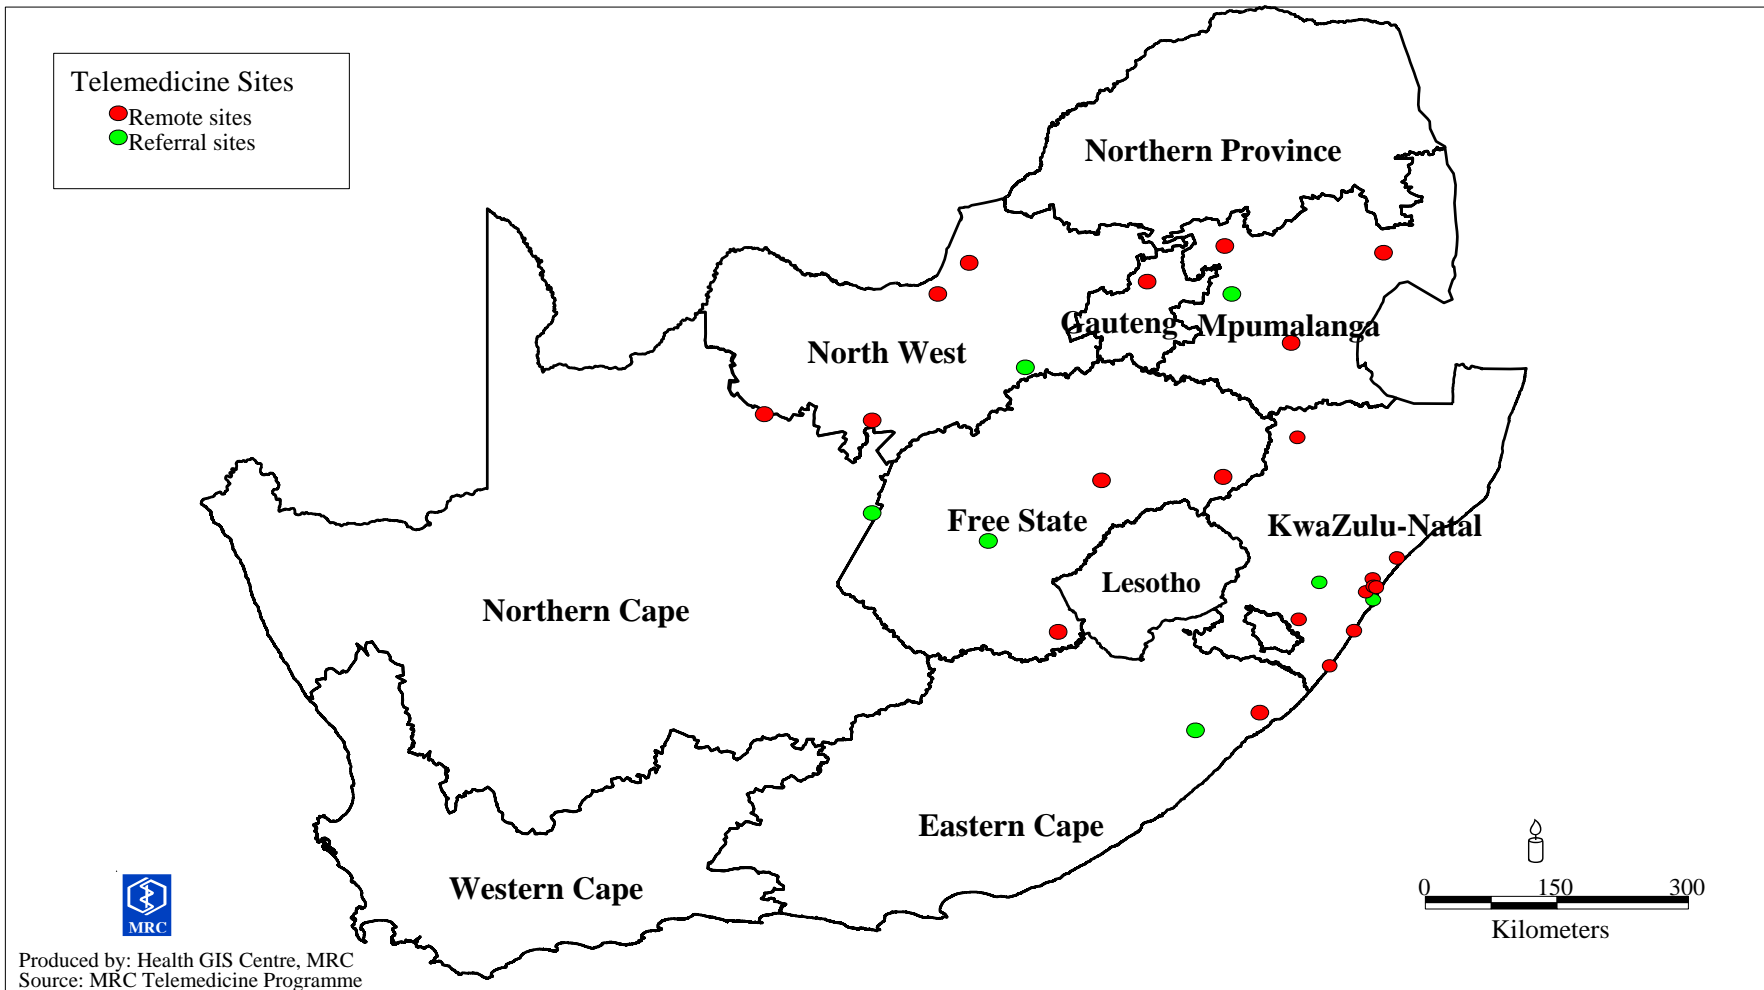 Telemedicine Sites
Remote sites
Referral sites
Northern Province
Gauteng
Mpumalanga
North West
Free State
KwaZulu-Natal
Lesotho
Northern Cape
Eastern Cape
Western Cape
0 150 300
Kilometers
MRC
Produced by: Health GIS Centre, MRC
Source: MRC Telemedicine Programme